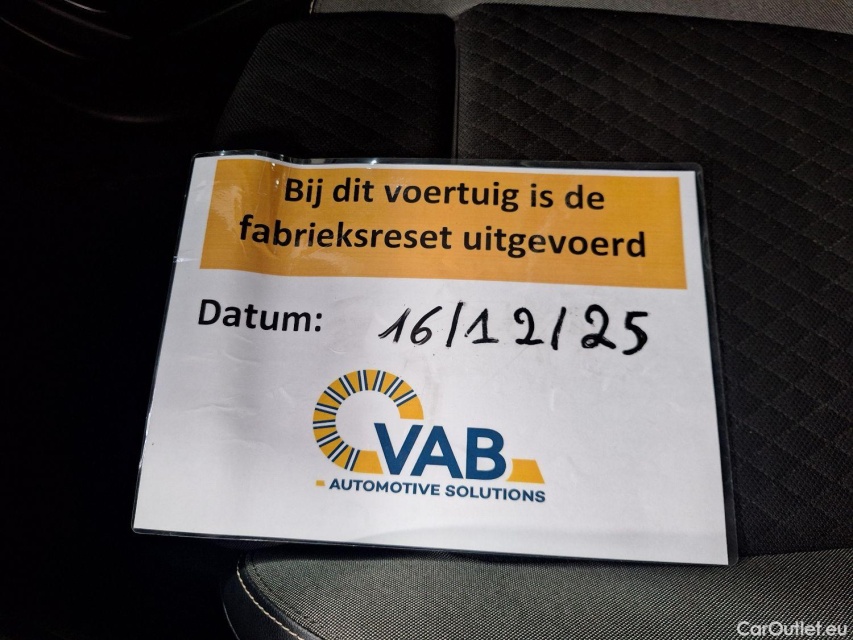 Bij dit voertuig is de
fabrieksreset uitgevoerd
Datum: 16/12/25
VAB
AUTOMOTIVE SOLUTIONS
CarOutlet.eu